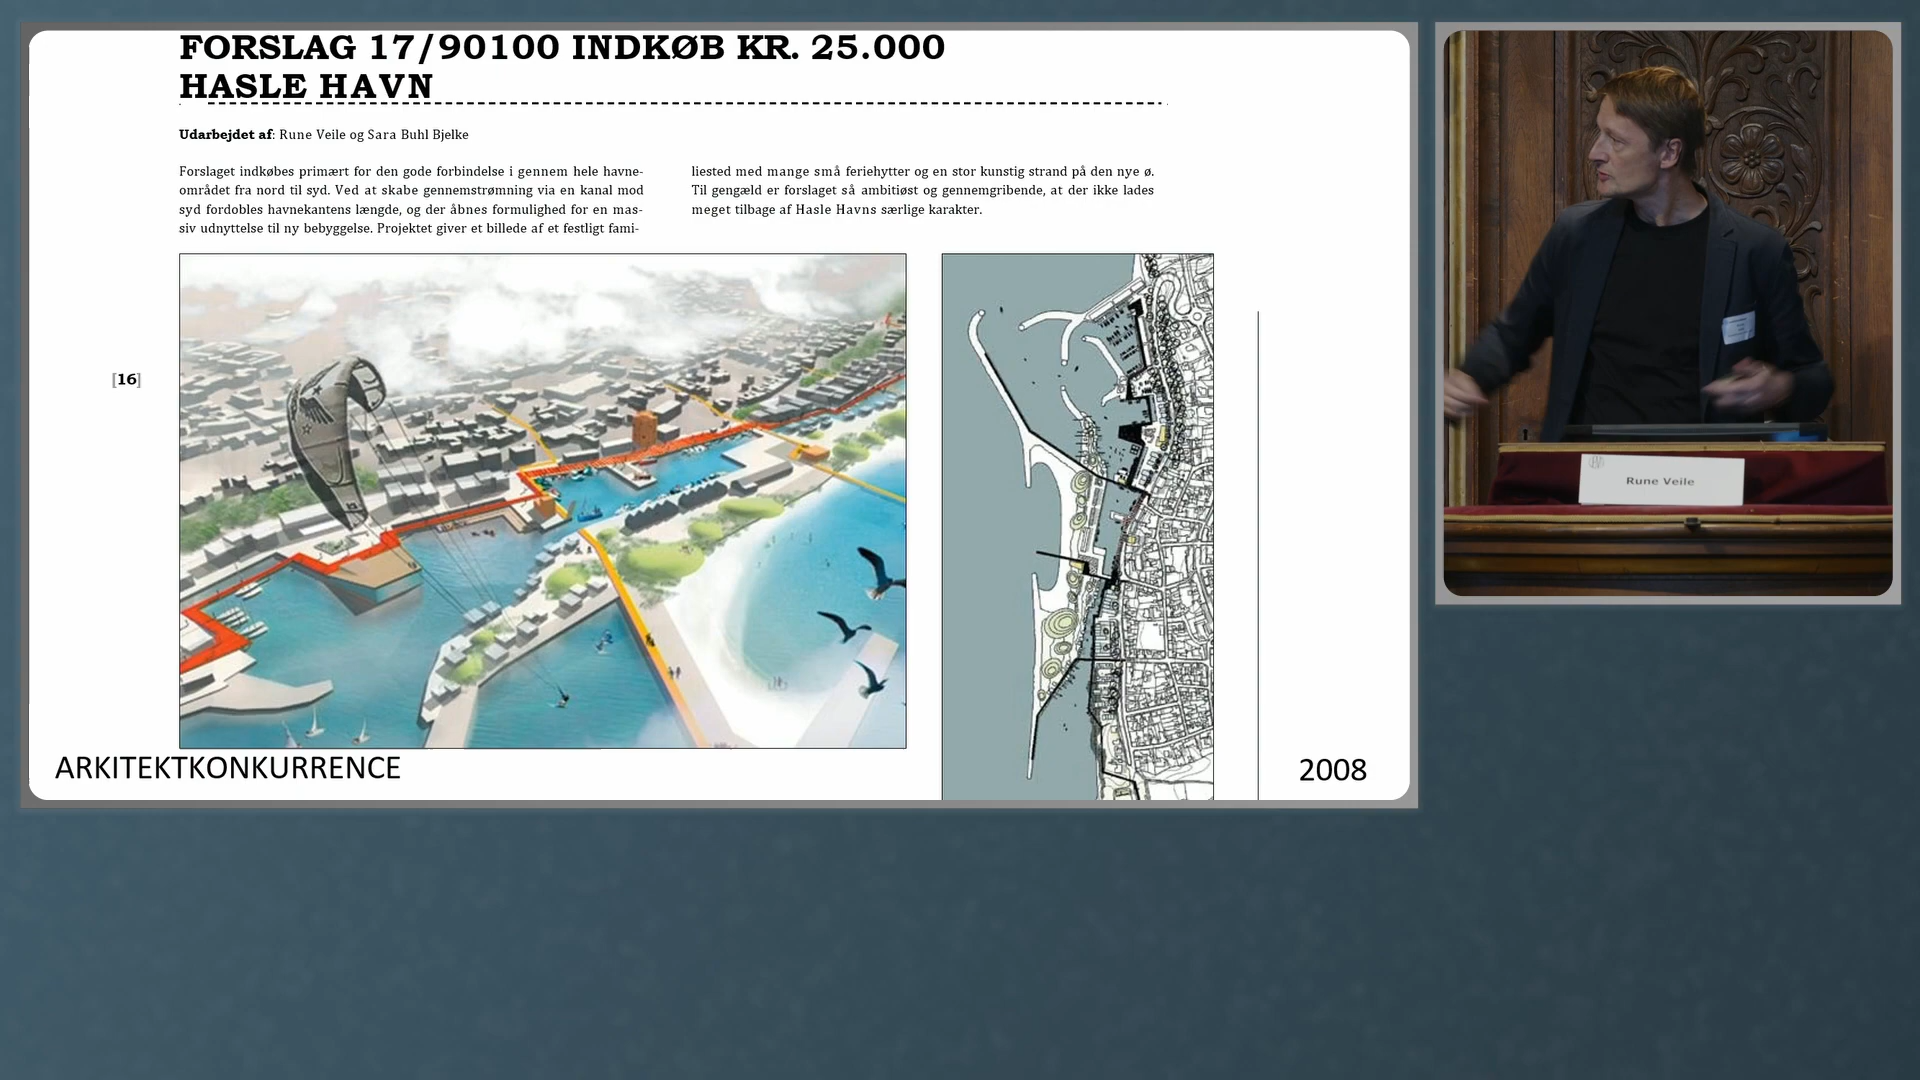 FORSLAG 17/90100 INDKØB KR. 25.000
HASLE HAVN
Udarbejdet af: Rune Veile og Sara Buhl Bjelke
Forslaget indkøbes primært for den gode forbindelse i gennem hele havne-
området fra nord til syd. Ved at skabe gennemstrømning via en kanal mod
syd fordobles havnekantens længde, og der åbnes formulighed for en mas-
siv udnyttelse til ny bebyggelse. Projektet giver et billede af et festligt fami-
liested med mange små feriehytter og en stor kunstig strand på den nye ø.
Til gengæld er forslaget så ambitiøst og gennemgribende, at der ikke lades
meget tilbage af Hasle Havns særlige karakter.
[16]
ARKITEKTKONKURRENCE
2008
Rune Veile